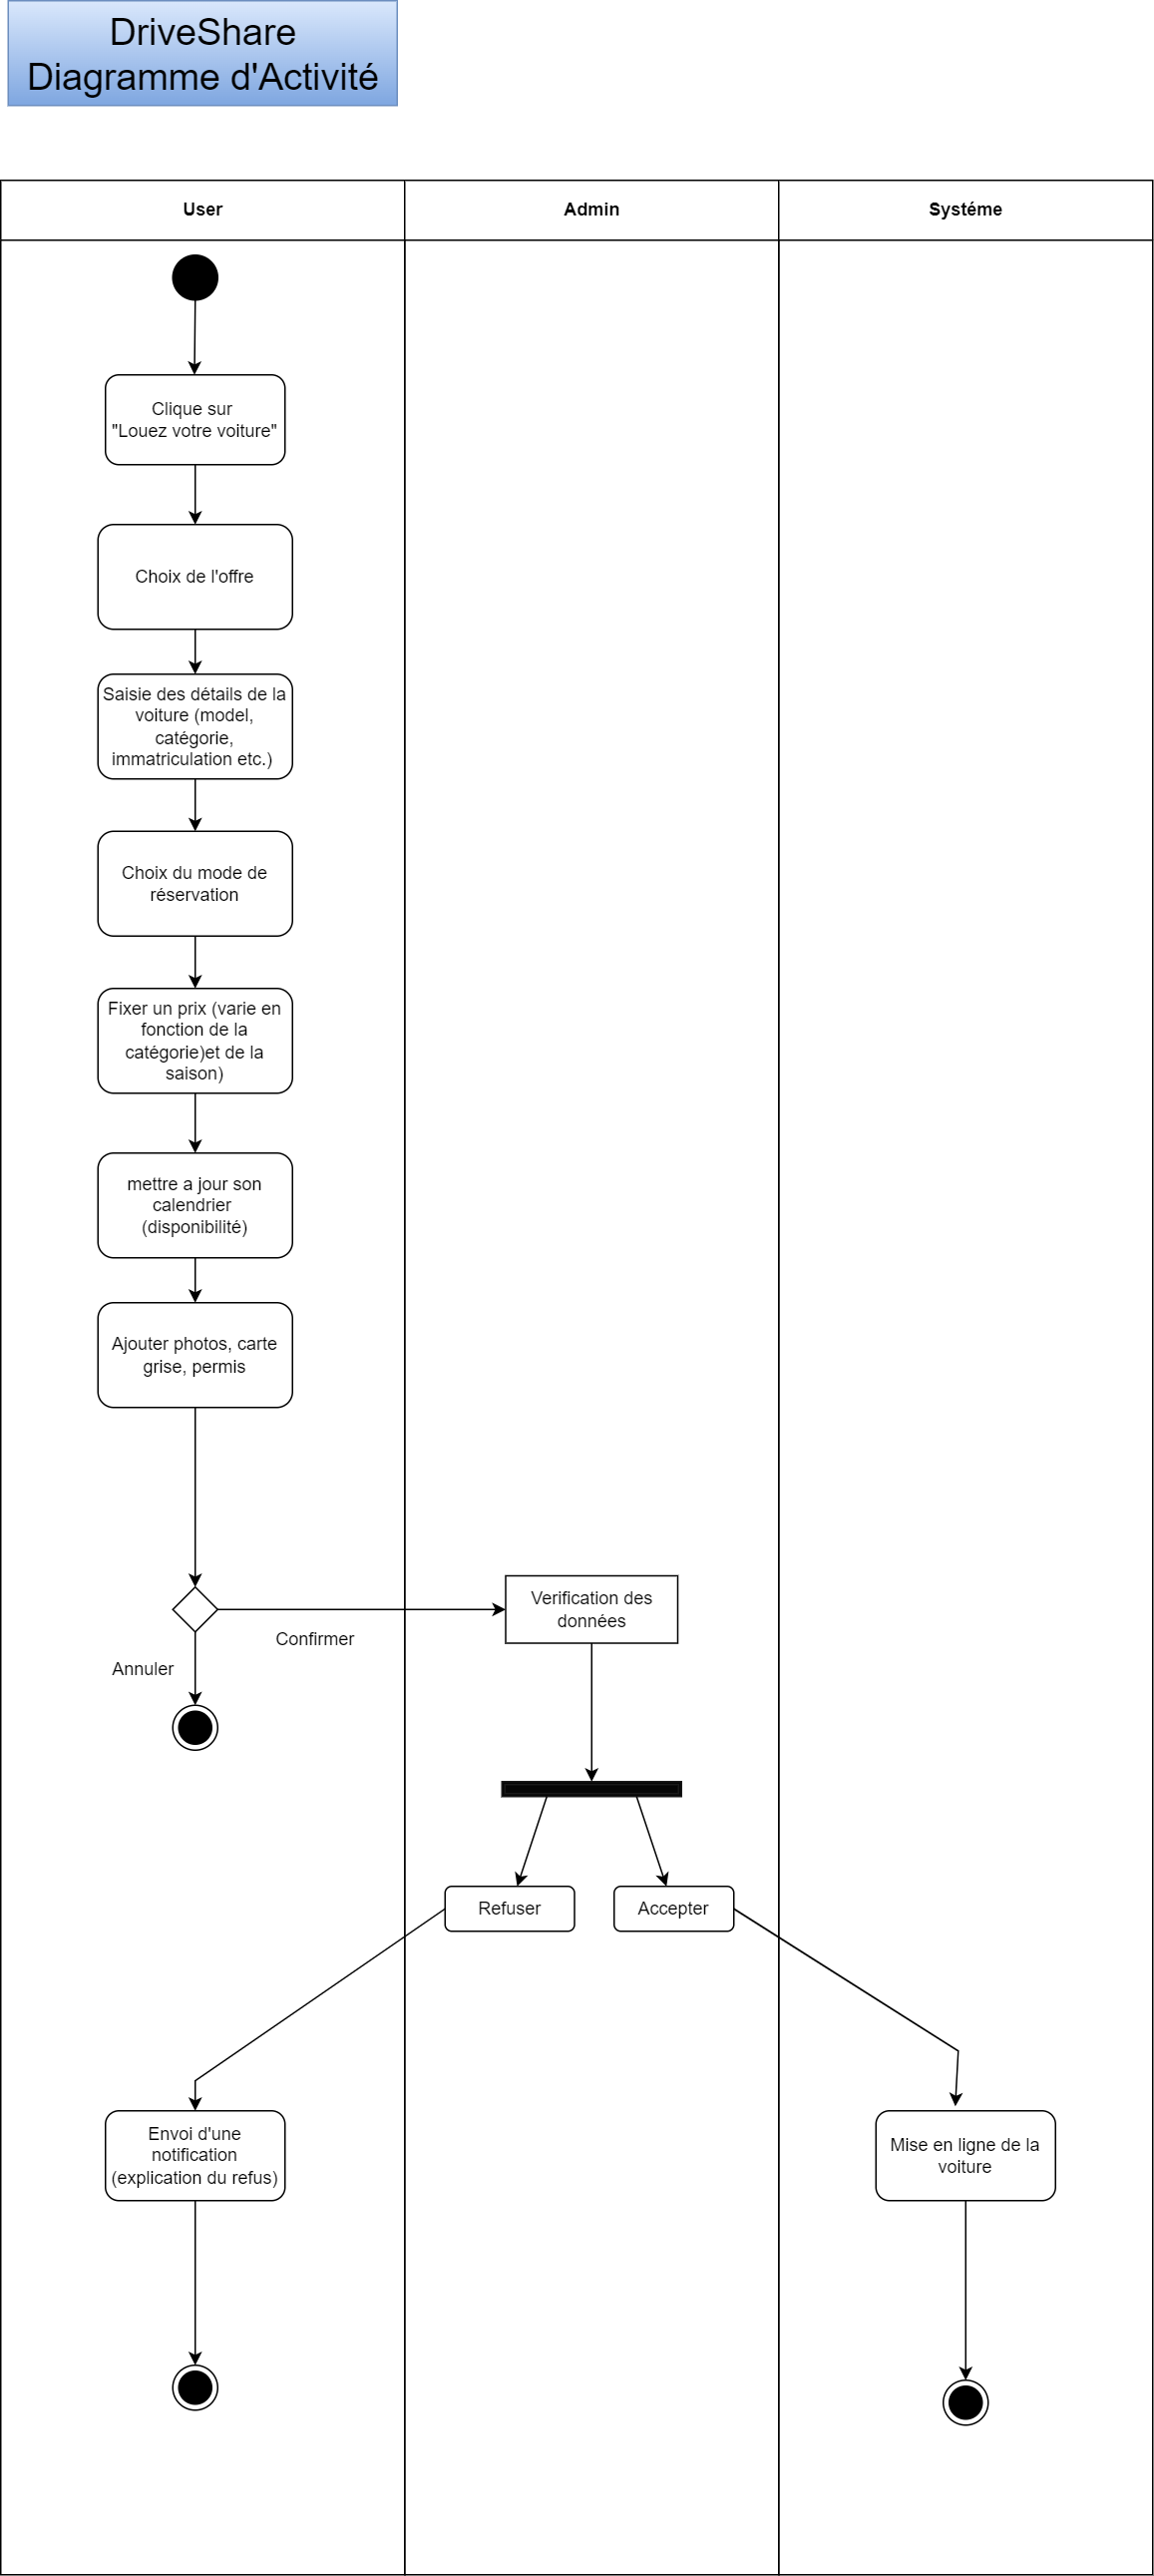 DriveShare
Diagramme d'Activité
User
Admin
Systéme
Clique sur
"Louez votre voiture"
Choix de l'offre
Saisie des détails de la
voiture (model,
catégorie,
immatriculation etc.)
Choix du mode de
réservation
Fixer un prix (varie en
fonction de la
catégorie)et de la
saison)
mettre a jour son
calendrier
(disponibilité)
Ajouter photos, carte
grise, permis
Verification des
données
Confirmer
Annuler
Refuser
Accepter
Envoi d'une
notification
(explication du refus)
Mise en ligne de la
voiture